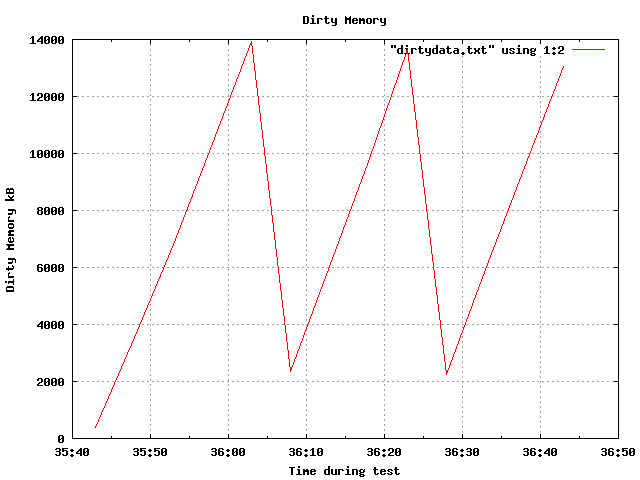 Dirty Memory
"dirtydata.txt" using 1:2
14000
12000
10000
8000
6000
4000
2000
0
Dirty Memory kB
35:40 35:50 36:00 36:10 36:20 36:30 36:40 36:50
Time during test